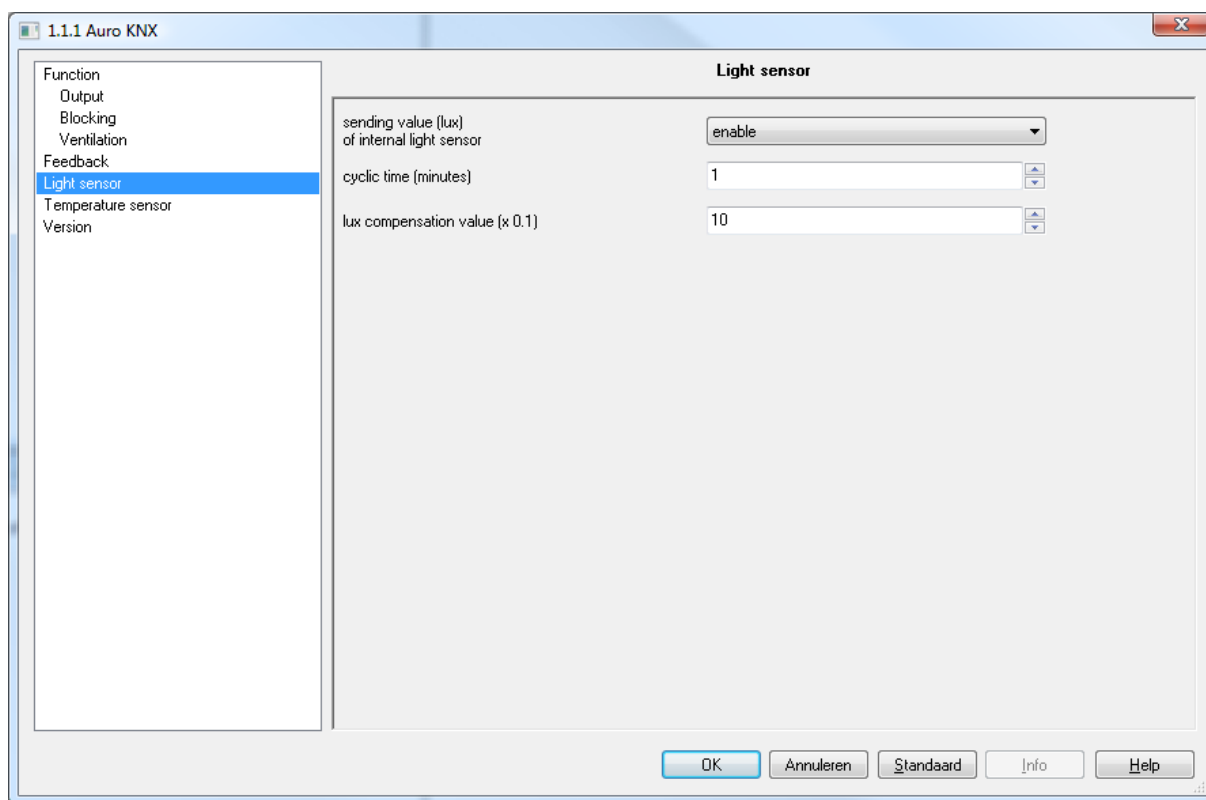 1.1.1 Auro KNX
Function
Output
Blocking
Ventilation
Feedback
Light sensor
Temperature sensor
Version
Light sensor
sending value (lux)
of internal light sensor
enable
cyclic time (minutes)
1
lux compensation value (x 0.1)
10
OK
Annuleren
Standaard
Info
Help